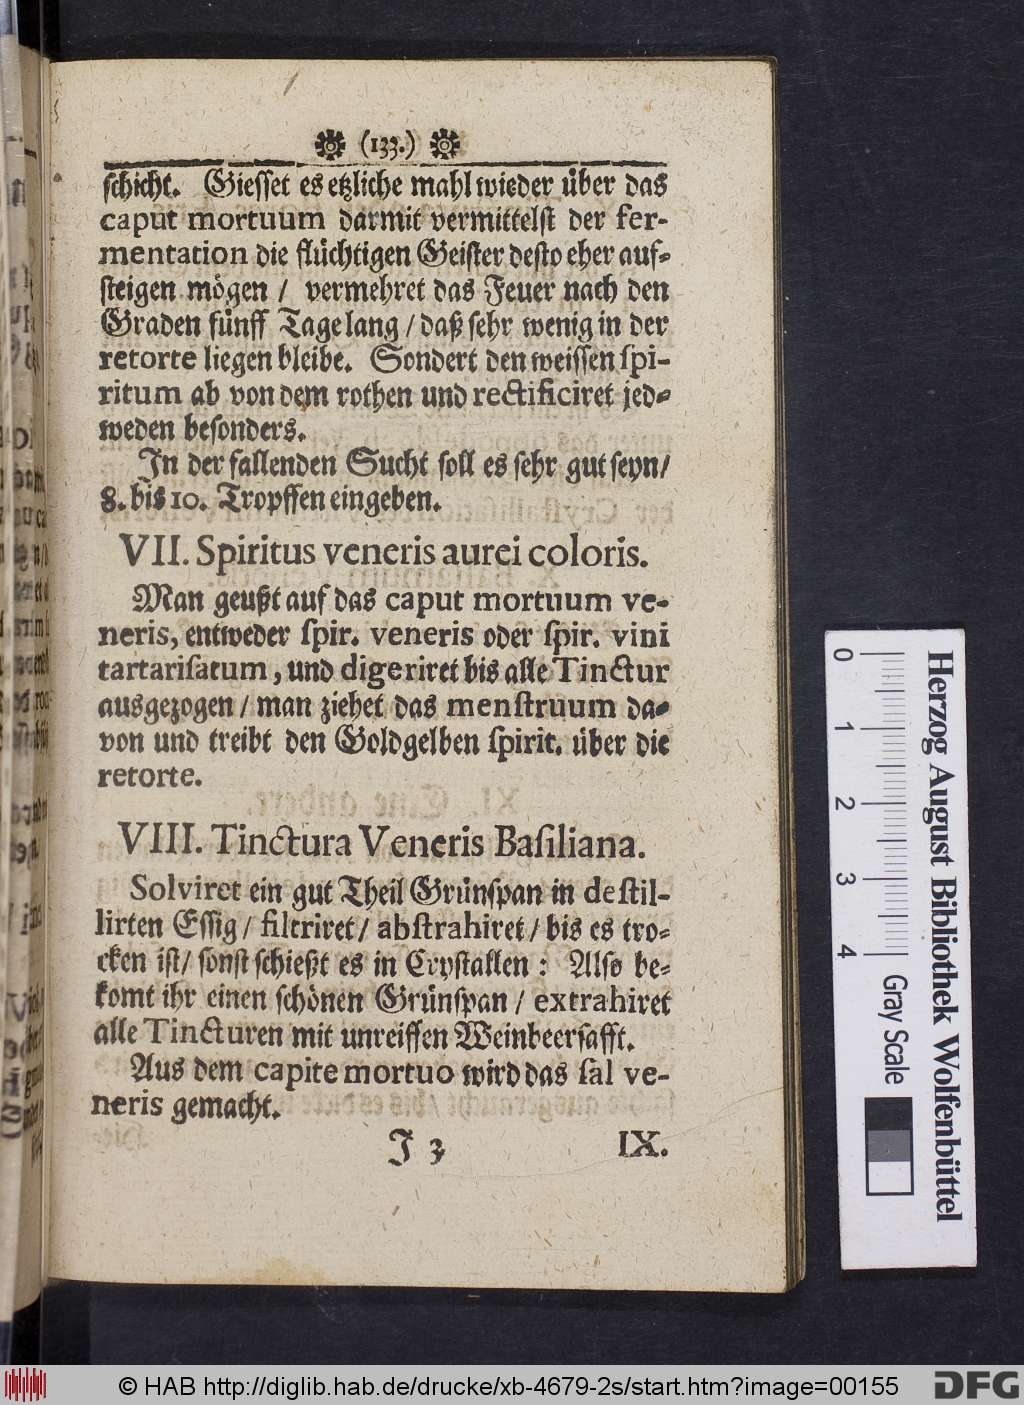 (133.)
schicht. Giesset es etzliche mahl wieder über das
caput mortuum darmit vermittelst der fer-
mentation die flüchtigen Geister desto eher auf-
steigen mögen / vermehret das Feuer nach den
Graden fünff Tage lang / daß sehr wenig in der
retorte liegen bleibe. Sondert den weissen spi-
ritum ab von dem rothen und rectificiret jed-
weden besonders.
In der fallenden Sucht soll es sehr gut seyn /
8. bis 10. Tropffen eingeben.
VII. Spiritus veneris aurei coloris.
Man geußt auf das caput mortuum ve-
neris, entweder ſpir. veneris oder ſpir. vini
tartariſatum, und digeriret bis alle Tinctur
ausgezogen / man ziehet das menſtruum da-
von und treibt den Goldgelben ſpirit. über die
retorte.
VIII. Tinctura Veneris Baſiliana.
Solviret ein gut Theil Grünſpan in deſtil-
lirten Eſſig / filtriret / abſtrahiret / bis es tro-
cken iſt / ſonſt ſchießt es in Cryſtallen : Alſo be-
komt ihr einen ſchönen Grünſpan / extrahiret
alle Tincturen mit unreiffen Weinbeerſafft.
Aus dem capite mortuo wird das ſal ve-
neris gemacht.
J 3 IX.
Herzog August Bibliothek Wolfenbüttel
0 1 2 3 4 Gray Scale
© HAB http://diglib.hab.de/drucke/xb-4679-2s/start.htm?image=00155
DFG